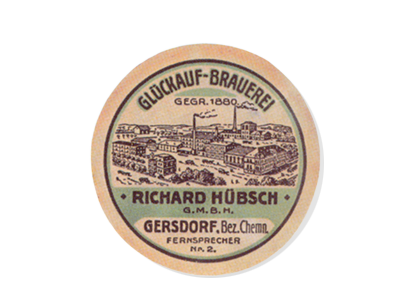 GLÜCKAUF-BRAUEREI
GEGR. 1880
RICHARD HÜBSCH
G.M.B.H.
GERSDORF, Bez. Chemn.
FERNSPRECHER
Nr. 2.